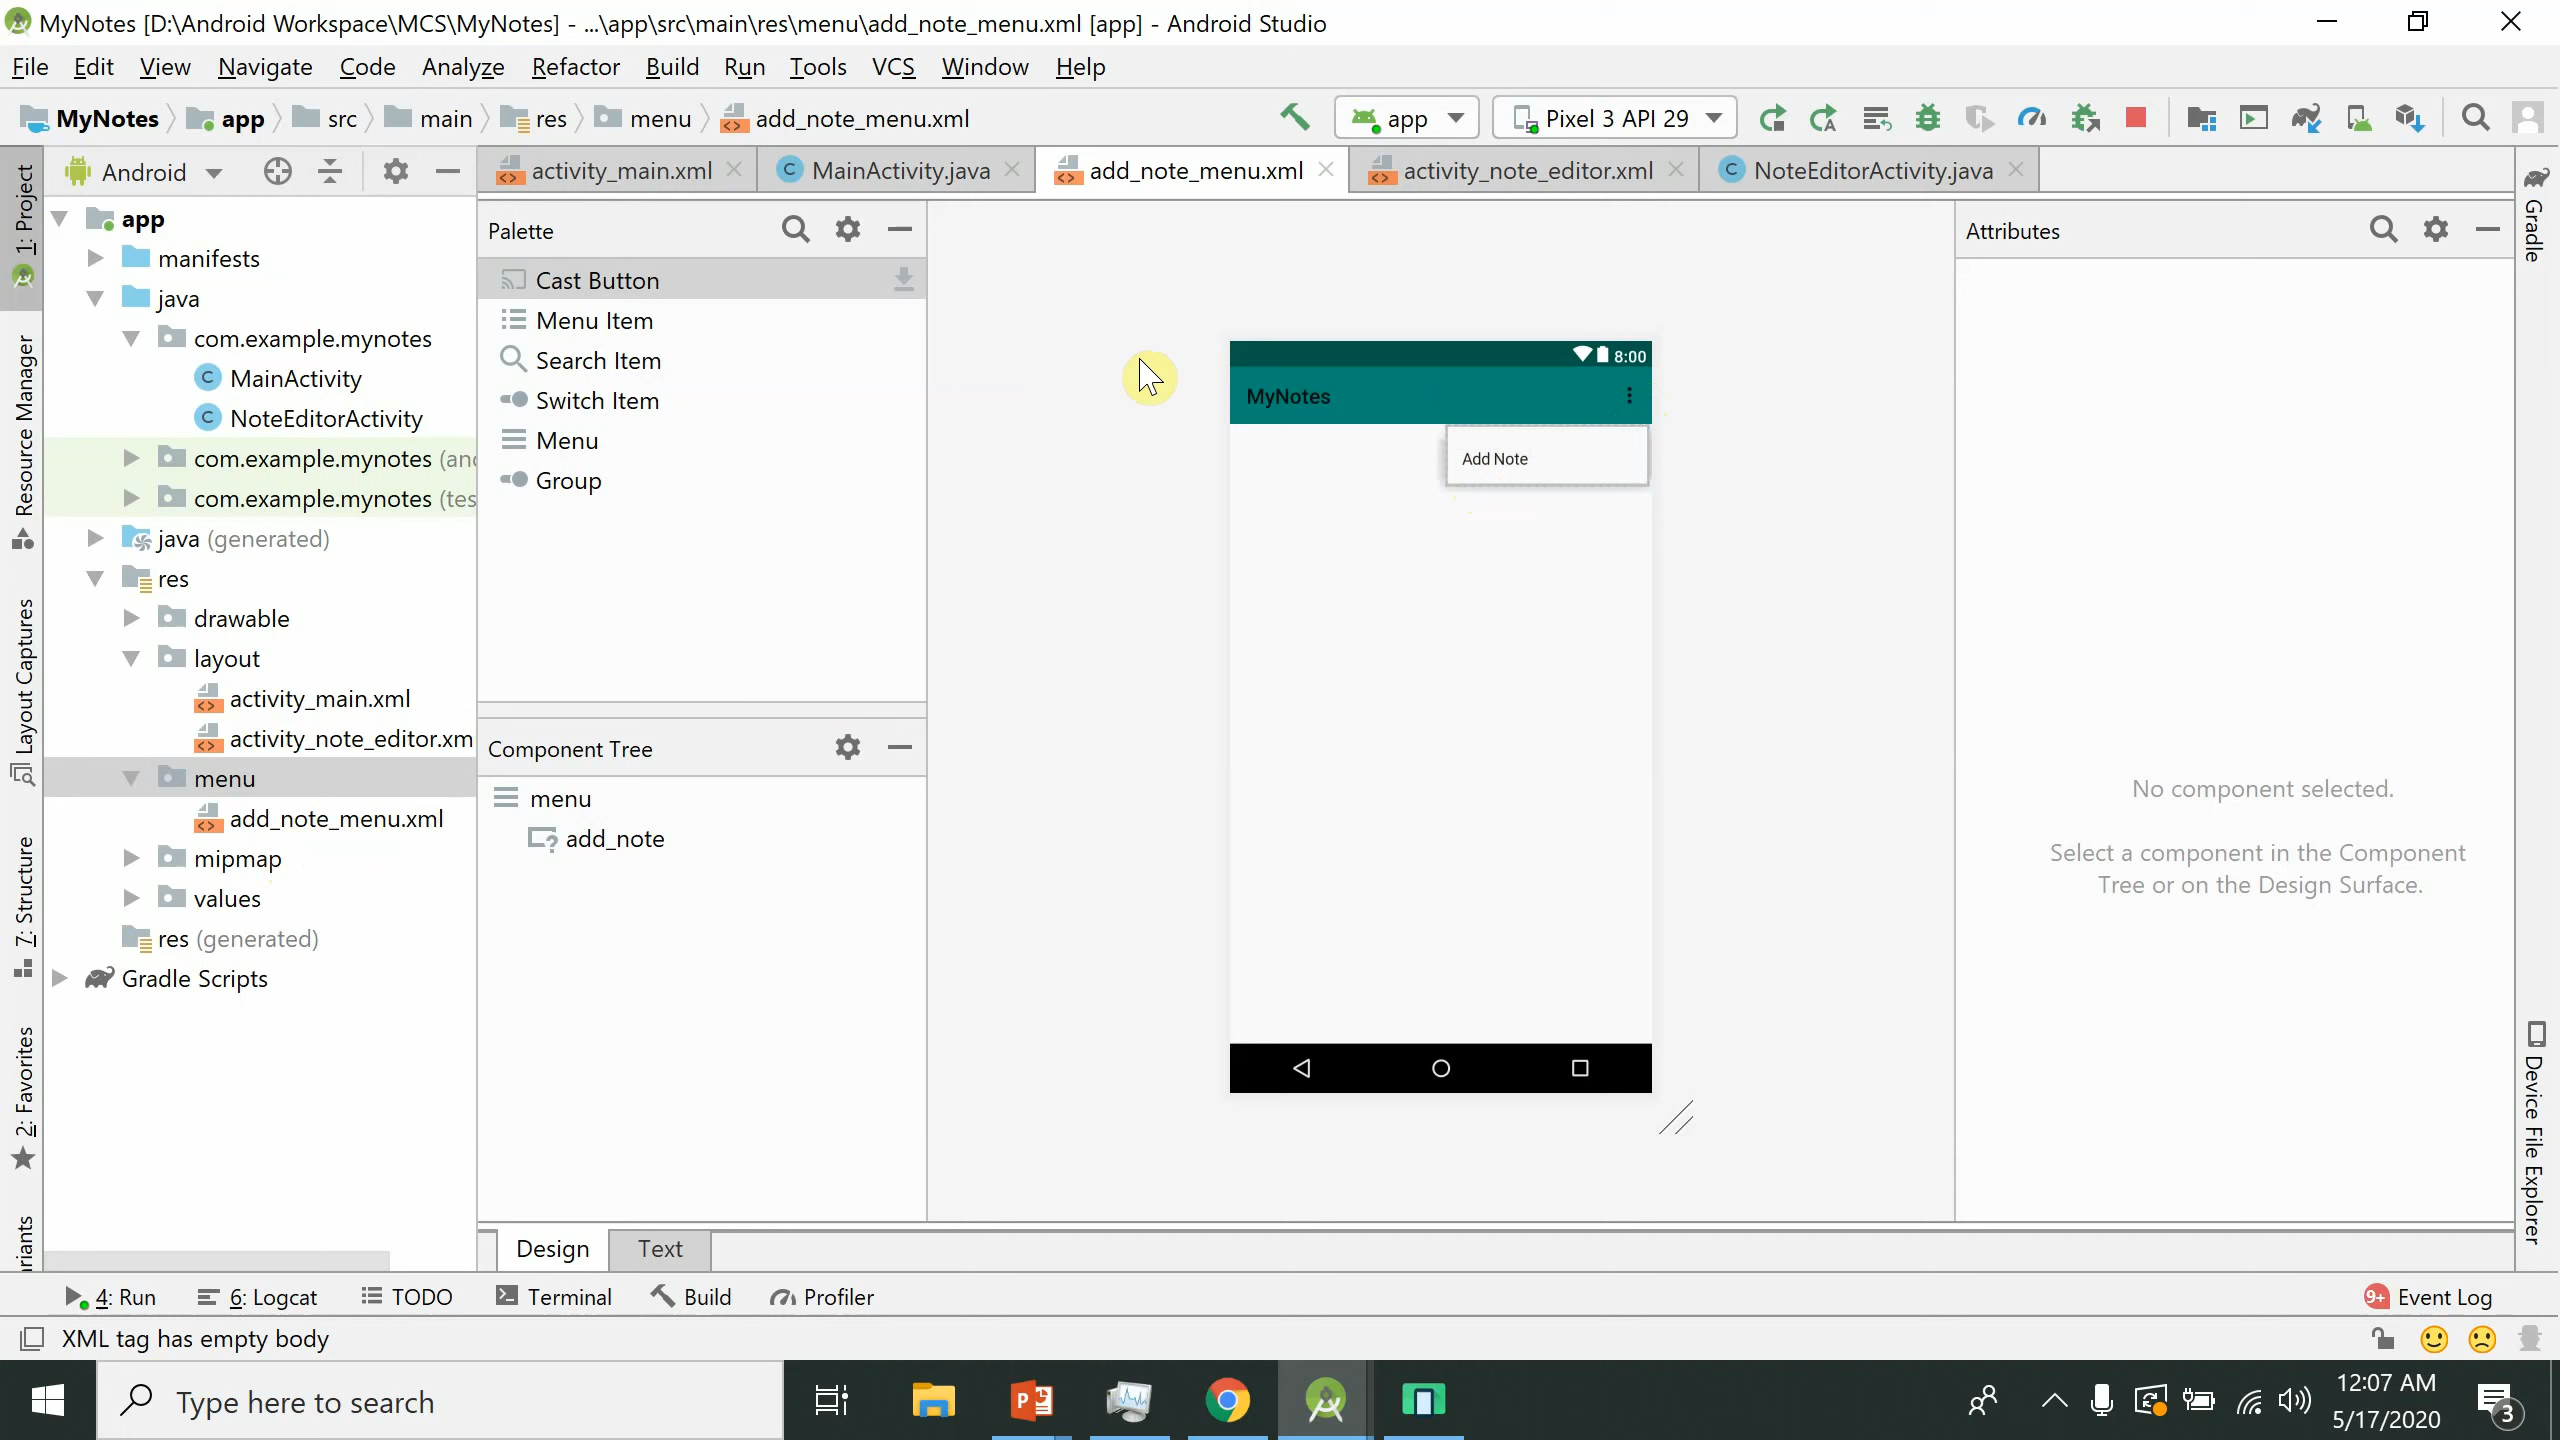 MyNotes [D:\Android Workspace\MCS\MyNotes] - ...\app\src\main\res\menu\add_note_menu.xml [app] - Android Studio
File Edit View Navigate Code Analyze Refactor Build Run Tools VCS Window Help
MyNotes app src main res menu add_note_menu.xml app Pixel 3 API 29
Android
activity_main.xml MainActivity.java add_note_menu.xml activity_note_editor.xml NoteEditorActivity.java
1: Project
Resource Manager
Layout Captures
7: Structure
2: Favorites
riants
app
manifests
java
com.example.mynotes
MainActivity
NoteEditorActivity
com.example.mynotes (and
com.example.mynotes (tes
java (generated)
res
drawable
layout
activity_main.xml
activity_note_editor.xm
menu
add_note_menu.xml
mipmap
values
res (generated)
Gradle Scripts
Palette
Cast Button
Menu Item
Search Item
Switch Item
Menu
Group
Component Tree
menu
add_note
8:00
MyNotes
Add Note
Attributes
No component selected.
Select a component in the Component
Tree or on the Design Surface.
Gradle
Device File Explorer
Design Text
4: Run 6: Logcat TODO Terminal Build Profiler 9+ Event Log
XML tag has empty body
Type here to search
12:07 AM
5/17/2020
3